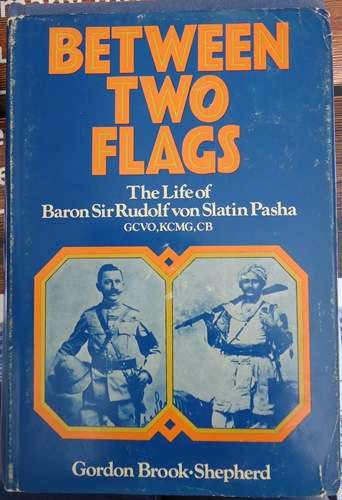 BETWEEN
TWO
FLAGS
The Life of
Baron Sir Rudolf von Slatin Pasha
GCVO, KCMG, CB
Gordon Brook-Shepherd